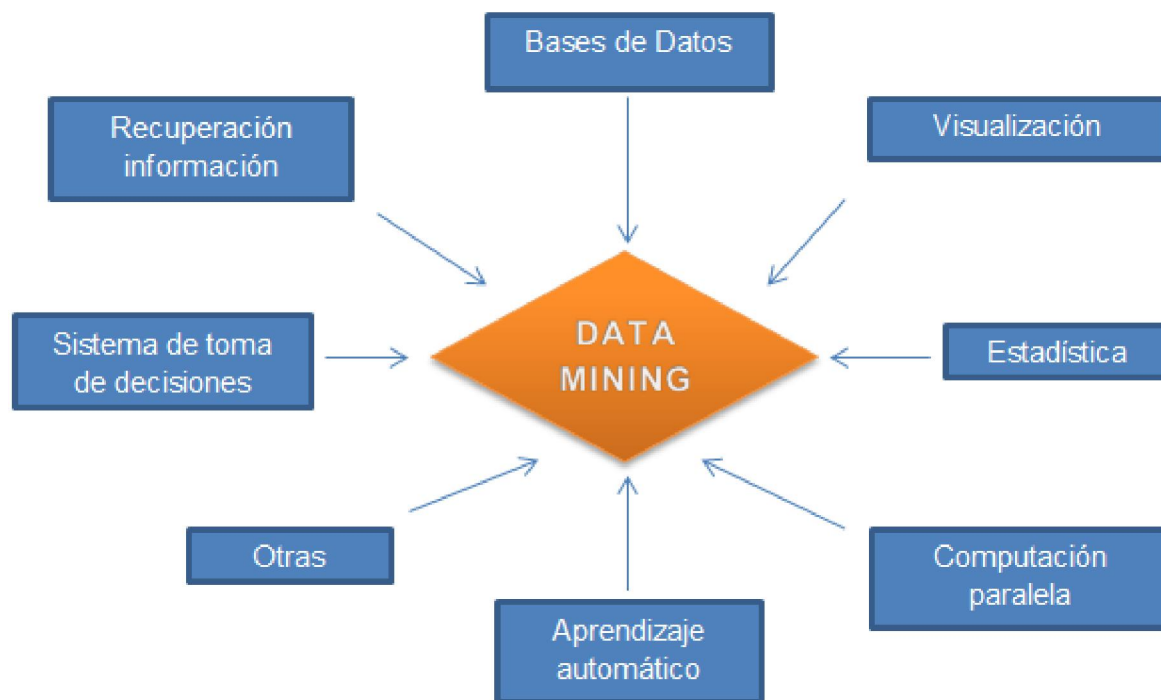 Bases de Datos
Recuperación
información
Visualización
Sistema de toma
de decisiones
DATA
MINING
Estadística
Otras
Aprendizaje
automático
Computación
paralela